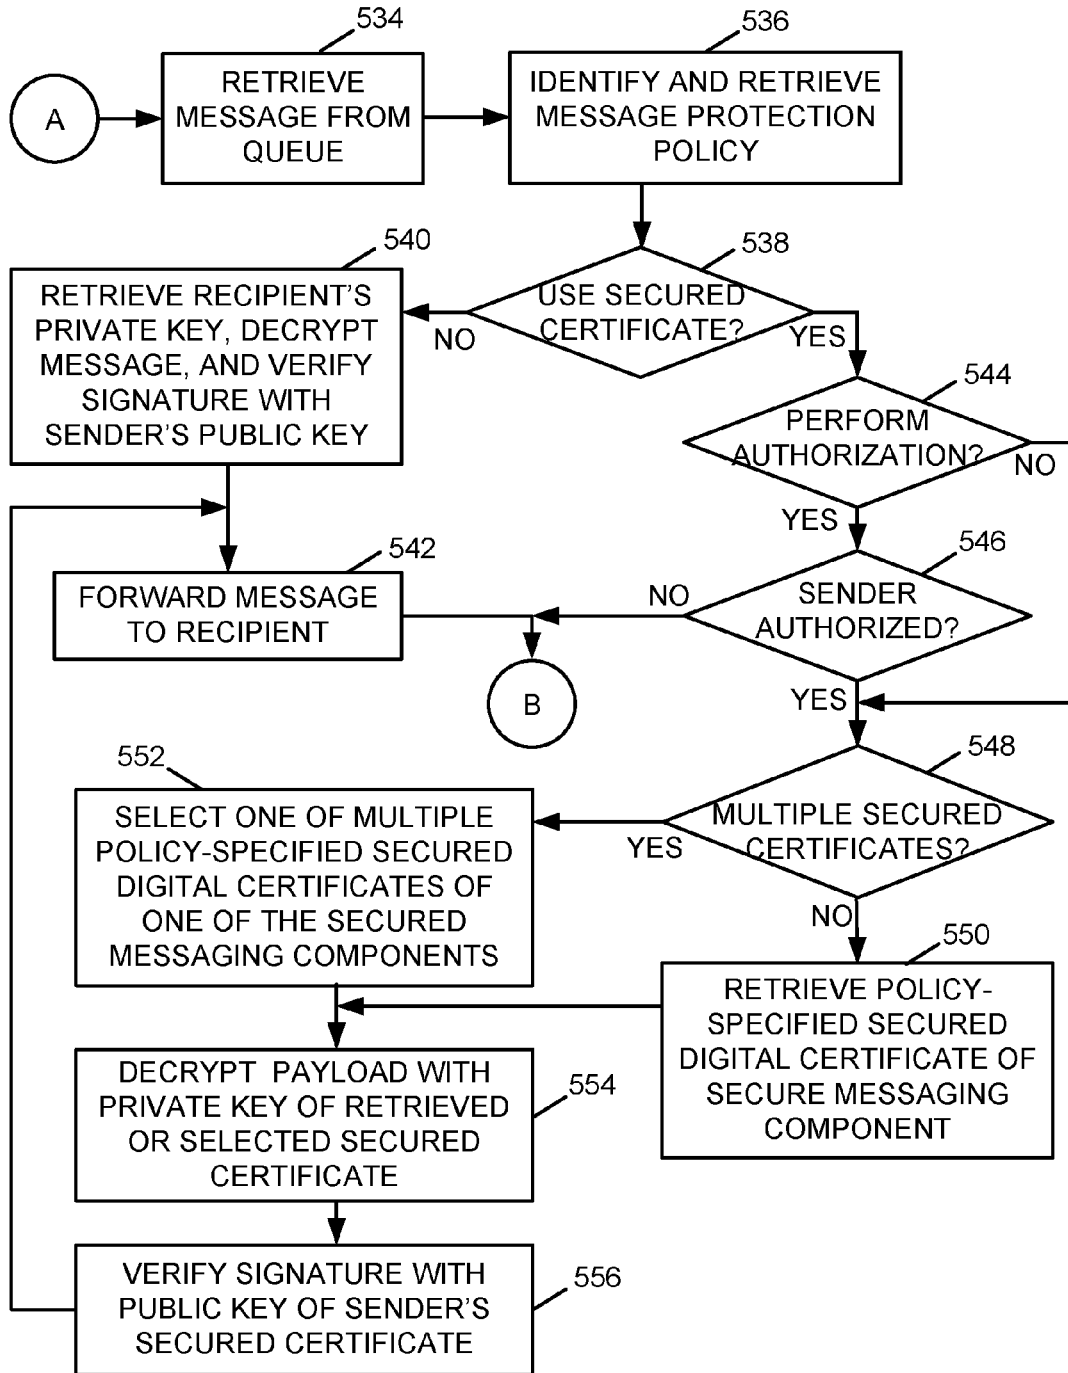 534
536
A
RETRIEVE
MESSAGE FROM
QUEUE
IDENTIFY AND RETRIEVE
MESSAGE PROTECTION
POLICY
538
USE SECURED
CERTIFICATE?
NO
YES
540
RETRIEVE RECIPIENT'S
PRIVATE KEY, DECRYPT
MESSAGE, AND VERIFY
SIGNATURE WITH
SENDER'S PUBLIC KEY
544
PERFORM
AUTHORIZATION?
NO
YES
542
FORWARD MESSAGE
TO RECIPIENT
546
SENDER
AUTHORIZED?
NO
YES
B
548
MULTIPLE SECURED
CERTIFICATES?
YES
NO
552
SELECT ONE OF MULTIPLE
POLICY-SPECIFIED SECURED
DIGITAL CERTIFICATES OF
ONE OF THE SECURED
MESSAGING COMPONENTS
550
RETRIEVE POLICY-
SPECIFIED SECURED
DIGITAL CERTIFICATE OF
SECURE MESSAGING
COMPONENT
554
DECRYPT PAYLOAD WITH
PRIVATE KEY OF RETRIEVED
OR SELECTED SECURED
CERTIFICATE
556
VERIFY SIGNATURE WITH
PUBLIC KEY OF SENDER'S
SECURED CERTIFICATE